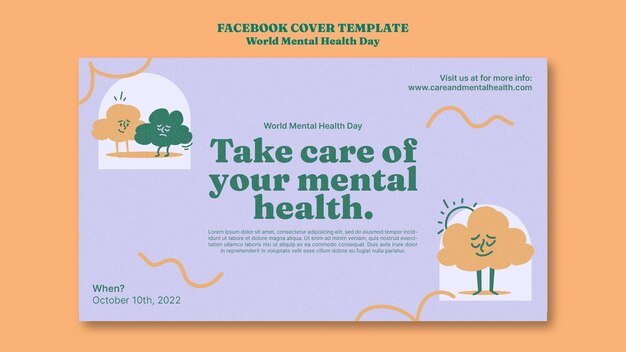 FACEBOOK COVER TEMPLATE
World Mental Health Day
Visit us at for more info:
www.careandmentalhealth.com
World Mental Health Day
Take care of
your mental
health.
Lorem ipsum dolor sit amet, consectetur adipiscing elit, sed do eiusmod tempor incididunt
ut labore et dolore magna aliqua. Ut enim ad minim veniam, quis nostrud exercitation
ullamco laboris nisi ut aliquip ex ea commodo consequat. Duis aute irure dolor
in reprehenderit in voluptate velit esse cillum dolore eu fugiat nulla
pariatur.
When?
October 10th, 2022